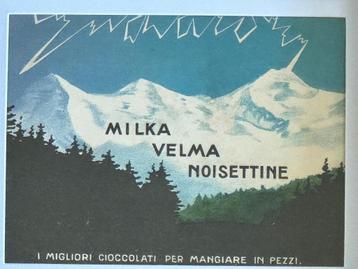 MILKA
VELMA
NOISETTINE
I MIGLIORI CIOCCOLATI PER MANGIARE IN PEZZI.